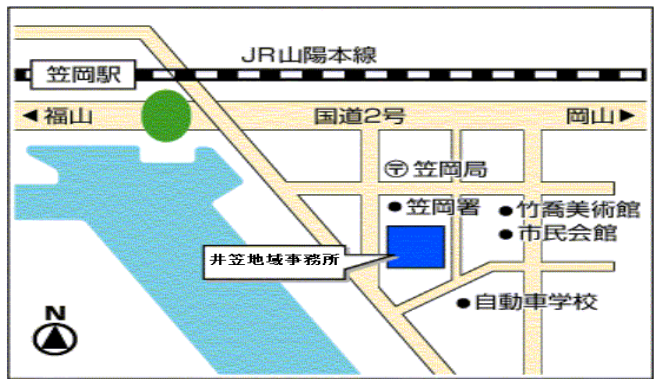 JR山陽本線
笠岡駅
◀福山
国道2号
岡山▶
〒笠岡局
●笠岡署
●竹喬美術館
●市民会館
井笠地域事務所
●自動車学校
N